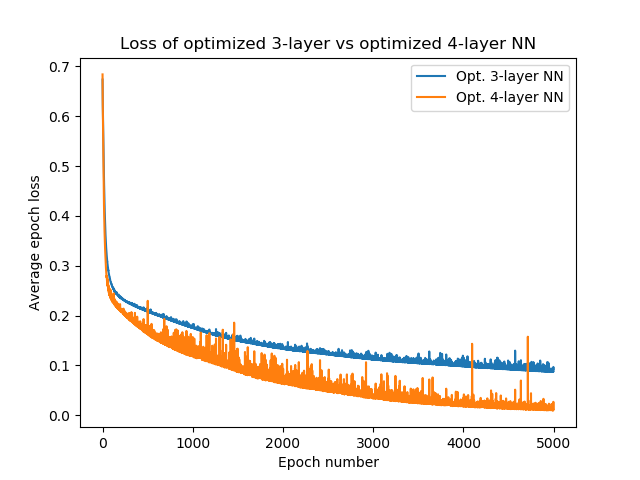 Loss of optimized 3-layer vs optimized 4-layer NN
Opt. 3-layer NN
Opt. 4-layer NN
Average epoch loss
0.7
0.6
0.5
0.4
0.3
0.2
0.1
0.0
0 1000 2000 3000 4000 5000
Epoch number